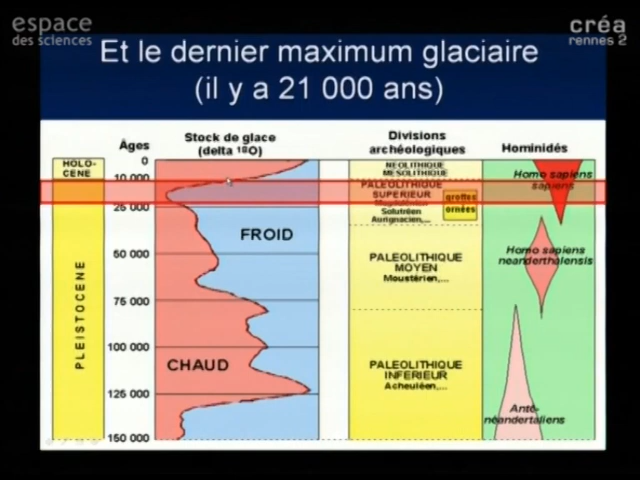 espace
des sciences
créa
rennes 2
Et le dernier maximum glaciaire
(il y a 21 000 ans)
Âges
Stock de glace
(delta 18O)
Divisions
archéologiques
Hominidés
HOLO-
CENE
PLEISTOCENE
0
10 000
25 000
50 000
75 000
100 000
125 000
150 000
FROID
CHAUD
NEOLITHIQUE
MESOLITHIQUE
PALEOLITHIQUE
SUPERIEUR
Solutréen
Aurignacien,...
grottes
ornées
PALEOLITHIQUE
MOYEN
Moustérien,...
PALEOLITHIQUE
INFERIEUR
Acheuléen,...
Homo sapiens
sapiens
Homo sapiens
neanderthalensis
Anté-
néandertaliens